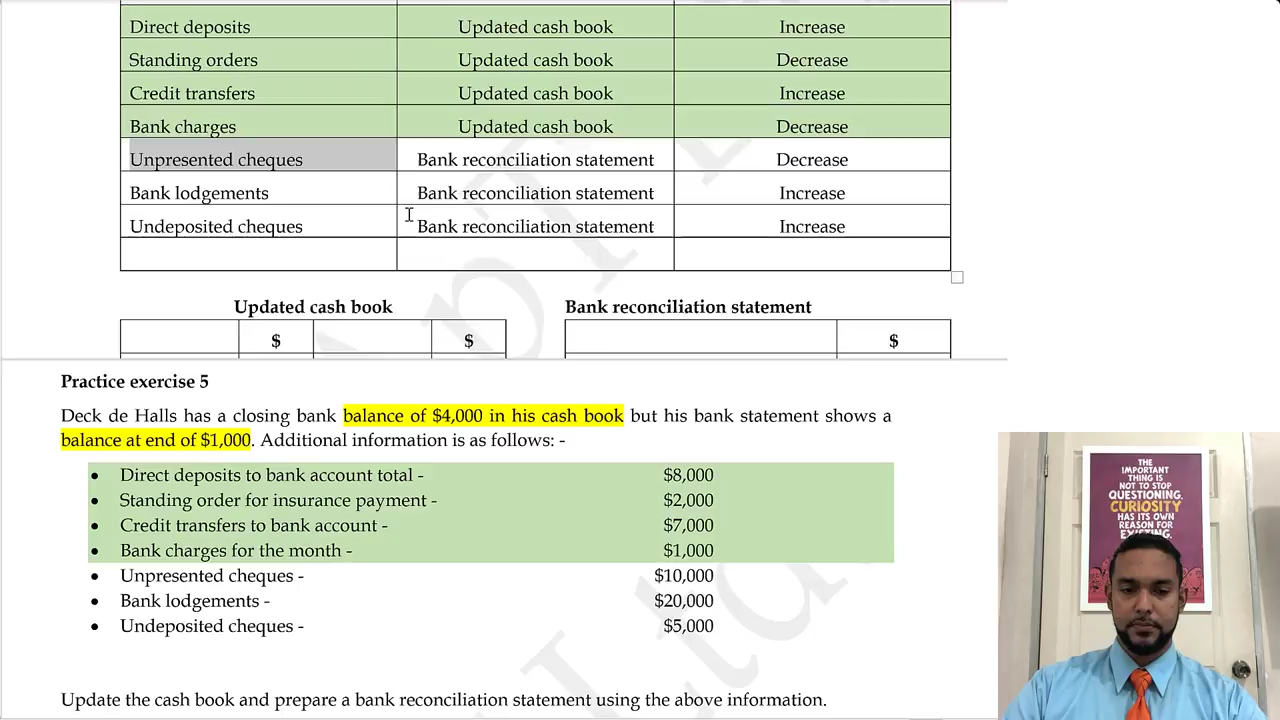 Direct deposits Updated cash book Increase
Standing orders Updated cash book Decrease
Credit transfers Updated cash book Increase
Bank charges Updated cash book Decrease
Unpresented cheques Bank reconciliation statement Decrease
Bank lodgements Bank reconciliation statement Increase
Undeposited cheques Bank reconciliation statement Increase
Updated cash book Bank reconciliation statement
$ $ $
Practice exercise 5
Deck de Halls has a closing bank balance of $4,000 in his cash book but his bank statement shows a
balance at end of $1,000. Additional information is as follows: -
• Direct deposits to bank account total - $8,000
• Standing order for insurance payment - $2,000
• Credit transfers to bank account - $7,000
• Bank charges for the month - $1,000
• Unpresented cheques - $10,000
• Bank lodgements - $20,000
• Undeposited cheques - $5,000
Update the cash book and prepare a bank reconciliation statement using the above information.
THE
IMPORTANT
THING IS
NOT TO STOP
QUESTIONING.
CURIOSITY
HAS ITS OWN
REASON FOR
EXISTING.